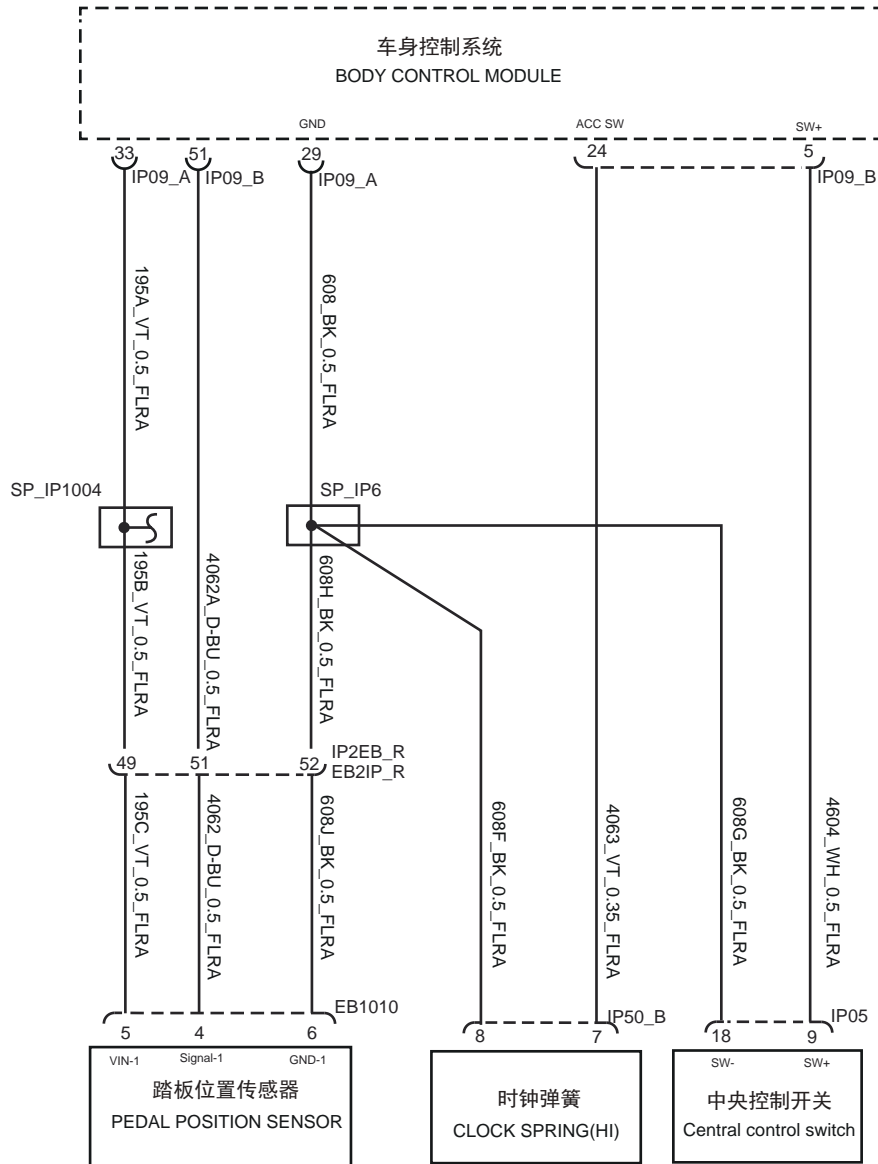 车身控制系统
BODY CONTROL MODULE
GND
ACC SW
SW+
33
51
29
24
5
IP09_A
IP09_B
IP09_A
IP09_B
195A_VT_0.5_FLRA
608_BK_0.5_FLRA
SP_IP1004
SP_IP6
195B_VT_0.5_FLRA
4062A_D-BU_0.5_FLRA
608H_BK_0.5_FLRA
49
51
52
IP2EB_R
EB2IP_R
195C_VT_0.5_FLRA
4062_D-BU_0.5_FLRA
608J_BK_0.5_FLRA
608F_BK_0.5_FLRA
4063_VT_0.35_FLRA
608G_BK_0.5_FLRA
4604_WH_0.5_FLRA
EB1010
IP50_B
IP05
5
4
6
8
7
18
9
VIN-1
Signal-1
GND-1
SW-
SW+
踏板位置传感器
PEDAL POSITION SENSOR
时钟弹簧
CLOCK SPRING(HI)
中央控制开关
Central control switch